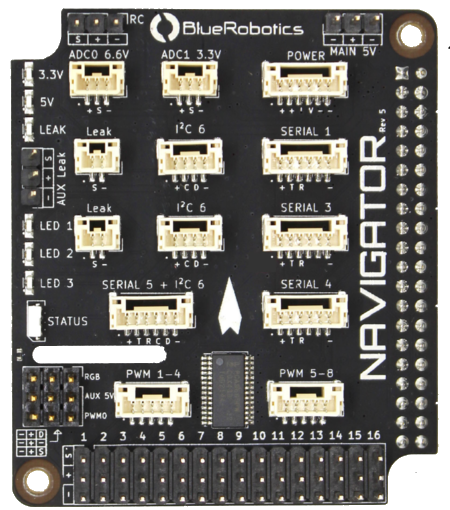 RC
S + -
BlueRobotics
MAIN 5V
- + S
ADC0 6.6V
+ S -
ADC1 3.3V
+ S -
POWER
+ + I V - -
3.3V
5V
LEAK
AUX Leak
S
+
-
Leak
S -
I²C 6
+ C D -
SERIAL 1
+ T R -
Leak
S -
I²C 6
+ C D -
SERIAL 3
+ T R -
LED 1
LED 2
LED 3
SERIAL 5 + I²C 6
+ T R C D -
SERIAL 4
+ T R -
STATUS
NAVIGATOR
Rev 5
RGB
AUX 5V
PWM0
PWM 1-4
PWM 5-8
- + D
- +
- + S
1 2 3 4 5 6 7 8 9 10 11 12 13 14 15 16
S
+
-